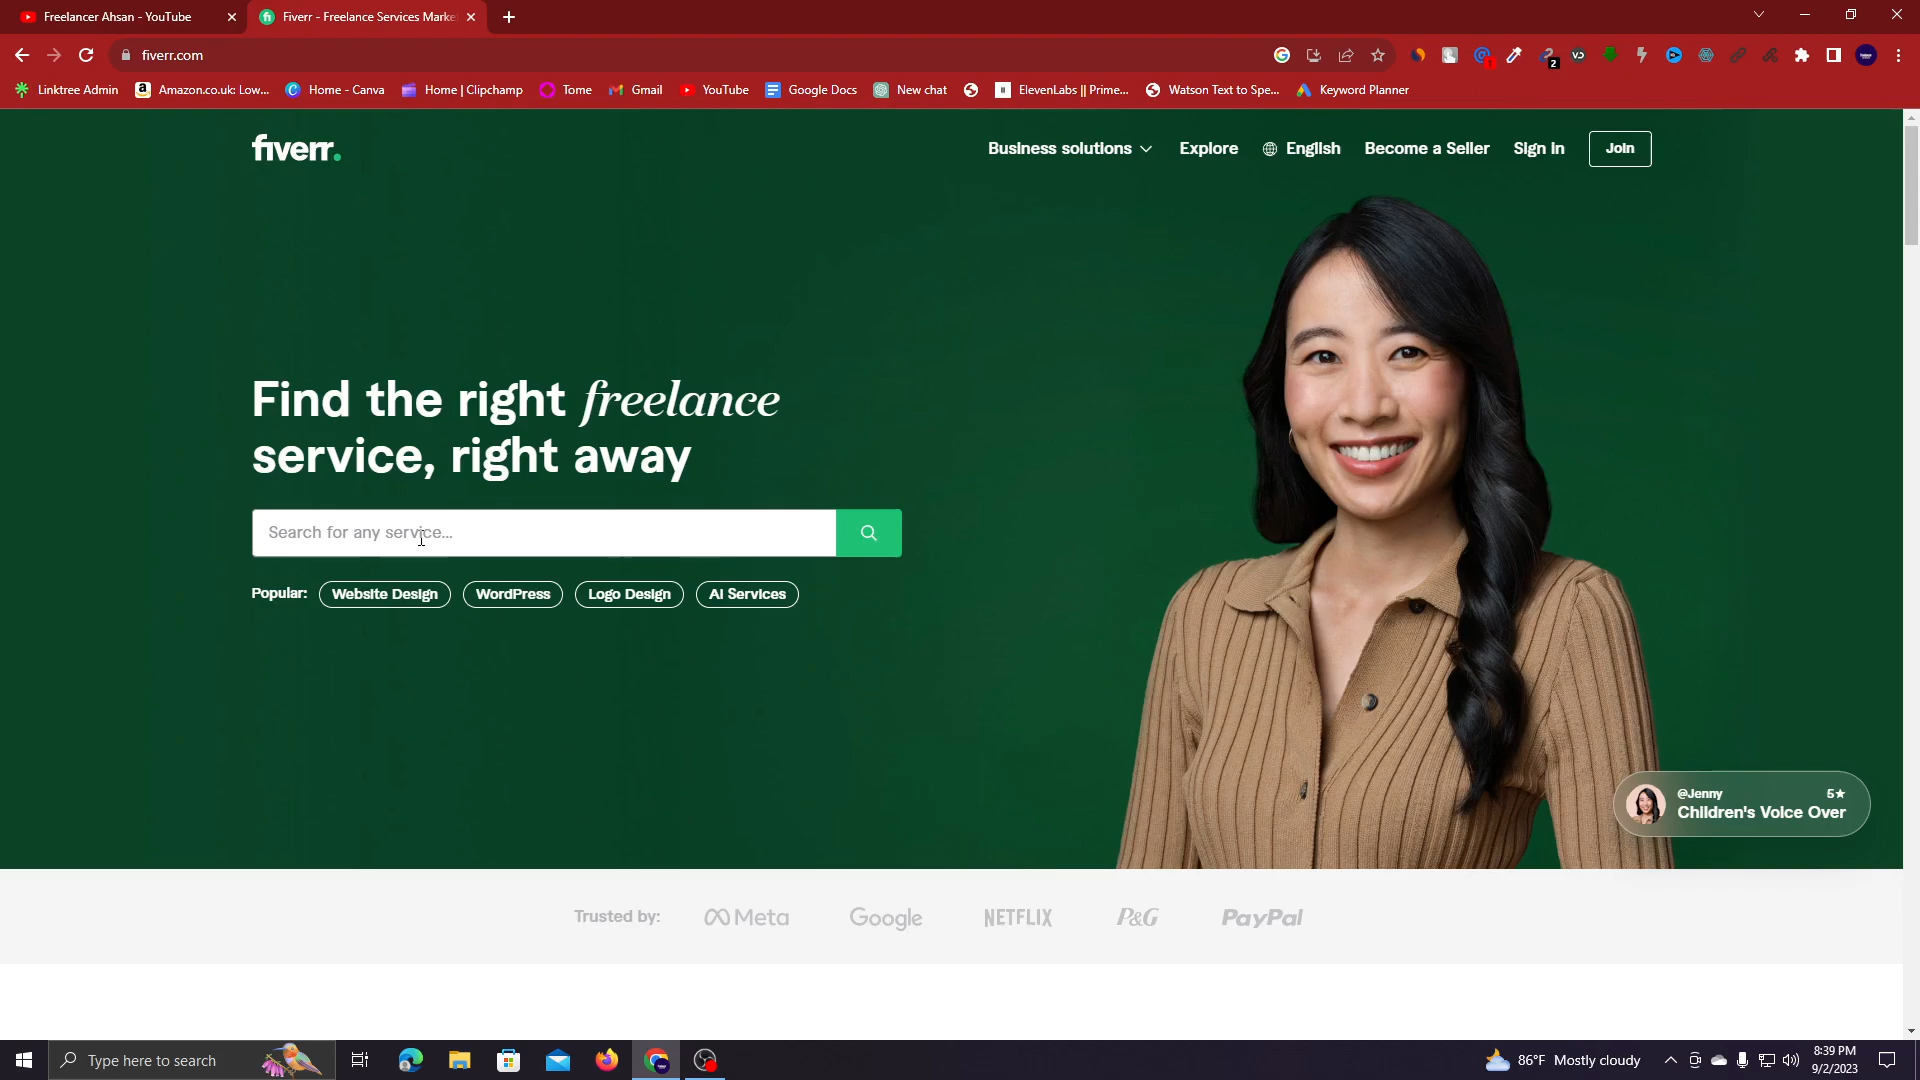 Freelancer Ahsan - YouTube
Fiverr - Freelance Services Marke
fiverr.com
1
2
VD
Linktree Admin
Amazon.co.uk: Low...
Home - Canva
Home | Clipchamp
Tome
Gmail
YouTube
Google Docs
New chat
ElevenLabs || Prime...
Watson Text to Spe...
Keyword Planner
fiverr.
Business solutions
Explore
English
Become a Seller
Sign in
Join
Find the right freelance
service, right away
Search for any service...
Popular:
Website Design
WordPress
Logo Design
AI Services
@Jenny
5★
Children's Voice Over
Trusted by:
Meta
Google
NETFLIX
P&G
PayPal
Type here to search
86°F Mostly cloudy
8:39 PM
9/2/2023